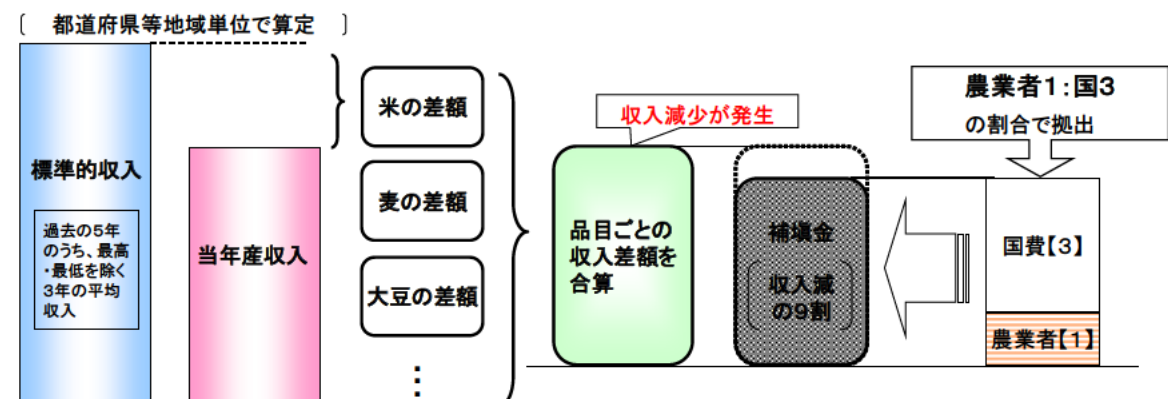 〔 都道府県等地域単位で算定 〕
標準的収入
過去の5年
のうち、最高
・最低を除く
3年の平均
収入
当年産収入
米の差額
麦の差額
大豆の差額
⋮
収入減少が発生
品目ごとの
収入差額を
合算
補填金
収入減
の9割
農業者1:国3
の割合で拠出
国費【3】
農業者【1】